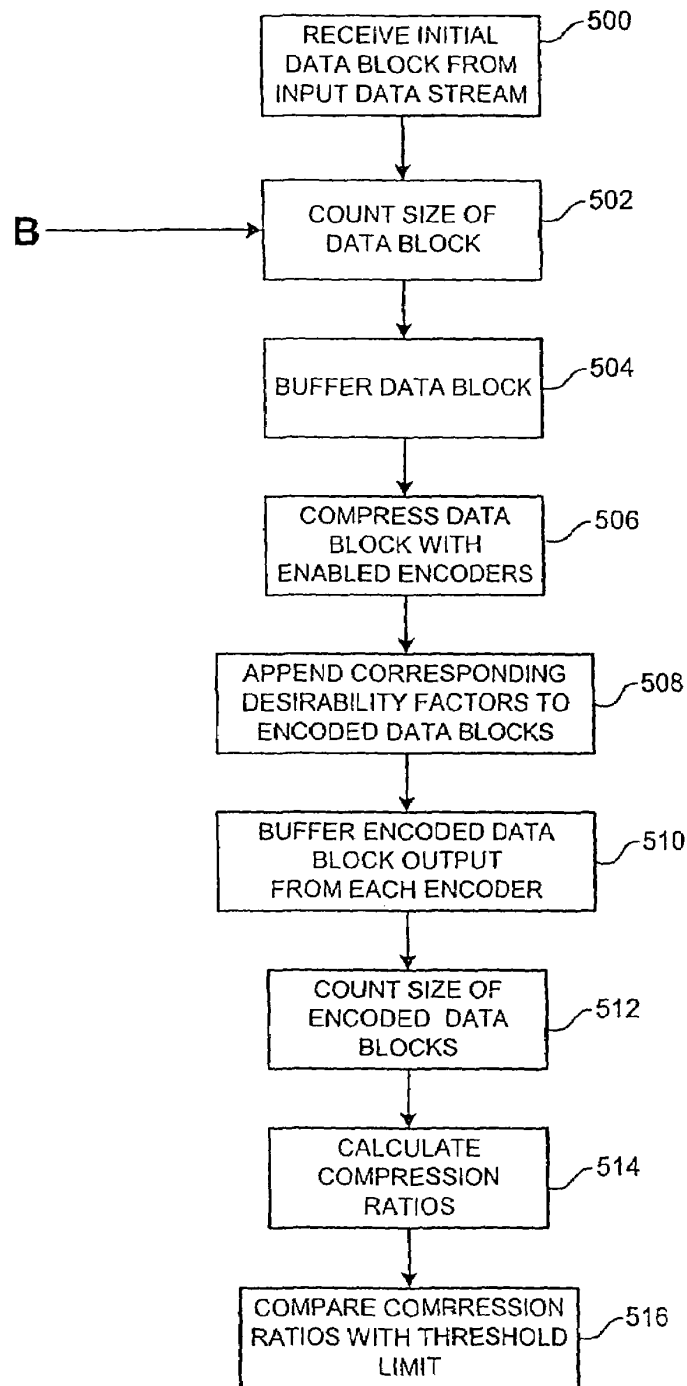 RECEIVE INITIAL
DATA BLOCK FROM
INPUT DATA STREAM
500
COUNT SIZE OF
DATA BLOCK
502
B
BUFFER DATA BLOCK
504
COMPRESS DATA
BLOCK WITH
ENABLED ENCODERS
506
APPEND CORRESPONDING
DESIRABILITY FACTORS TO
ENCODED DATA BLOCKS
508
BUFFER ENCODED DATA
BLOCK OUTPUT
FROM EACH ENCODER
510
COUNT SIZE OF
ENCODED DATA
BLOCKS
512
CALCULATE
COMPRESSION
RATIOS
514
COMPARE COMPRESSION
RATIOS WITH THRESHOLD
LIMIT
516